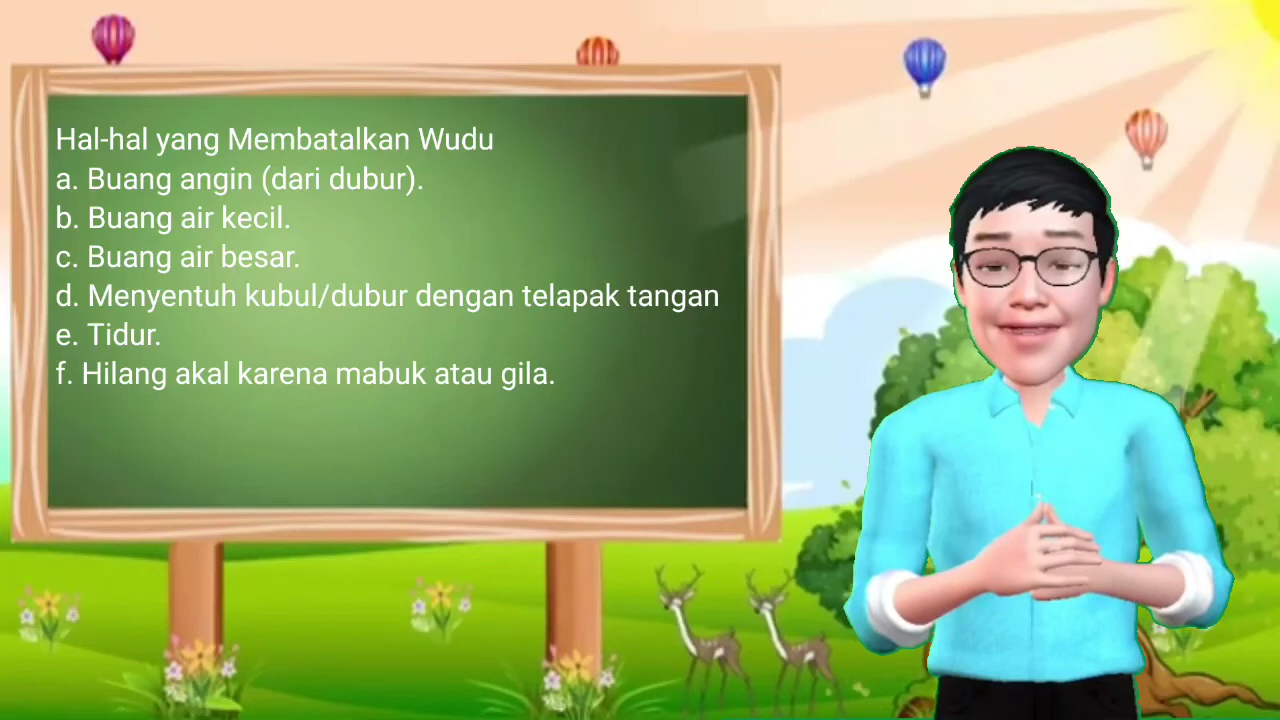 Hal-hal yang Membatalkan Wudu
a. Buang angin (dari dubur).
b. Buang air kecil.
c. Buang air besar.
d. Menyentuh kubul/dubur dengan telapak tangan
e. Tidur.
f. Hilang akal karena mabuk atau gila.